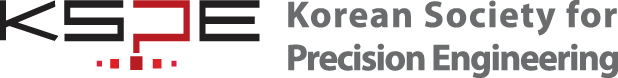 KSPE
Korean Society for
Precision Engineering